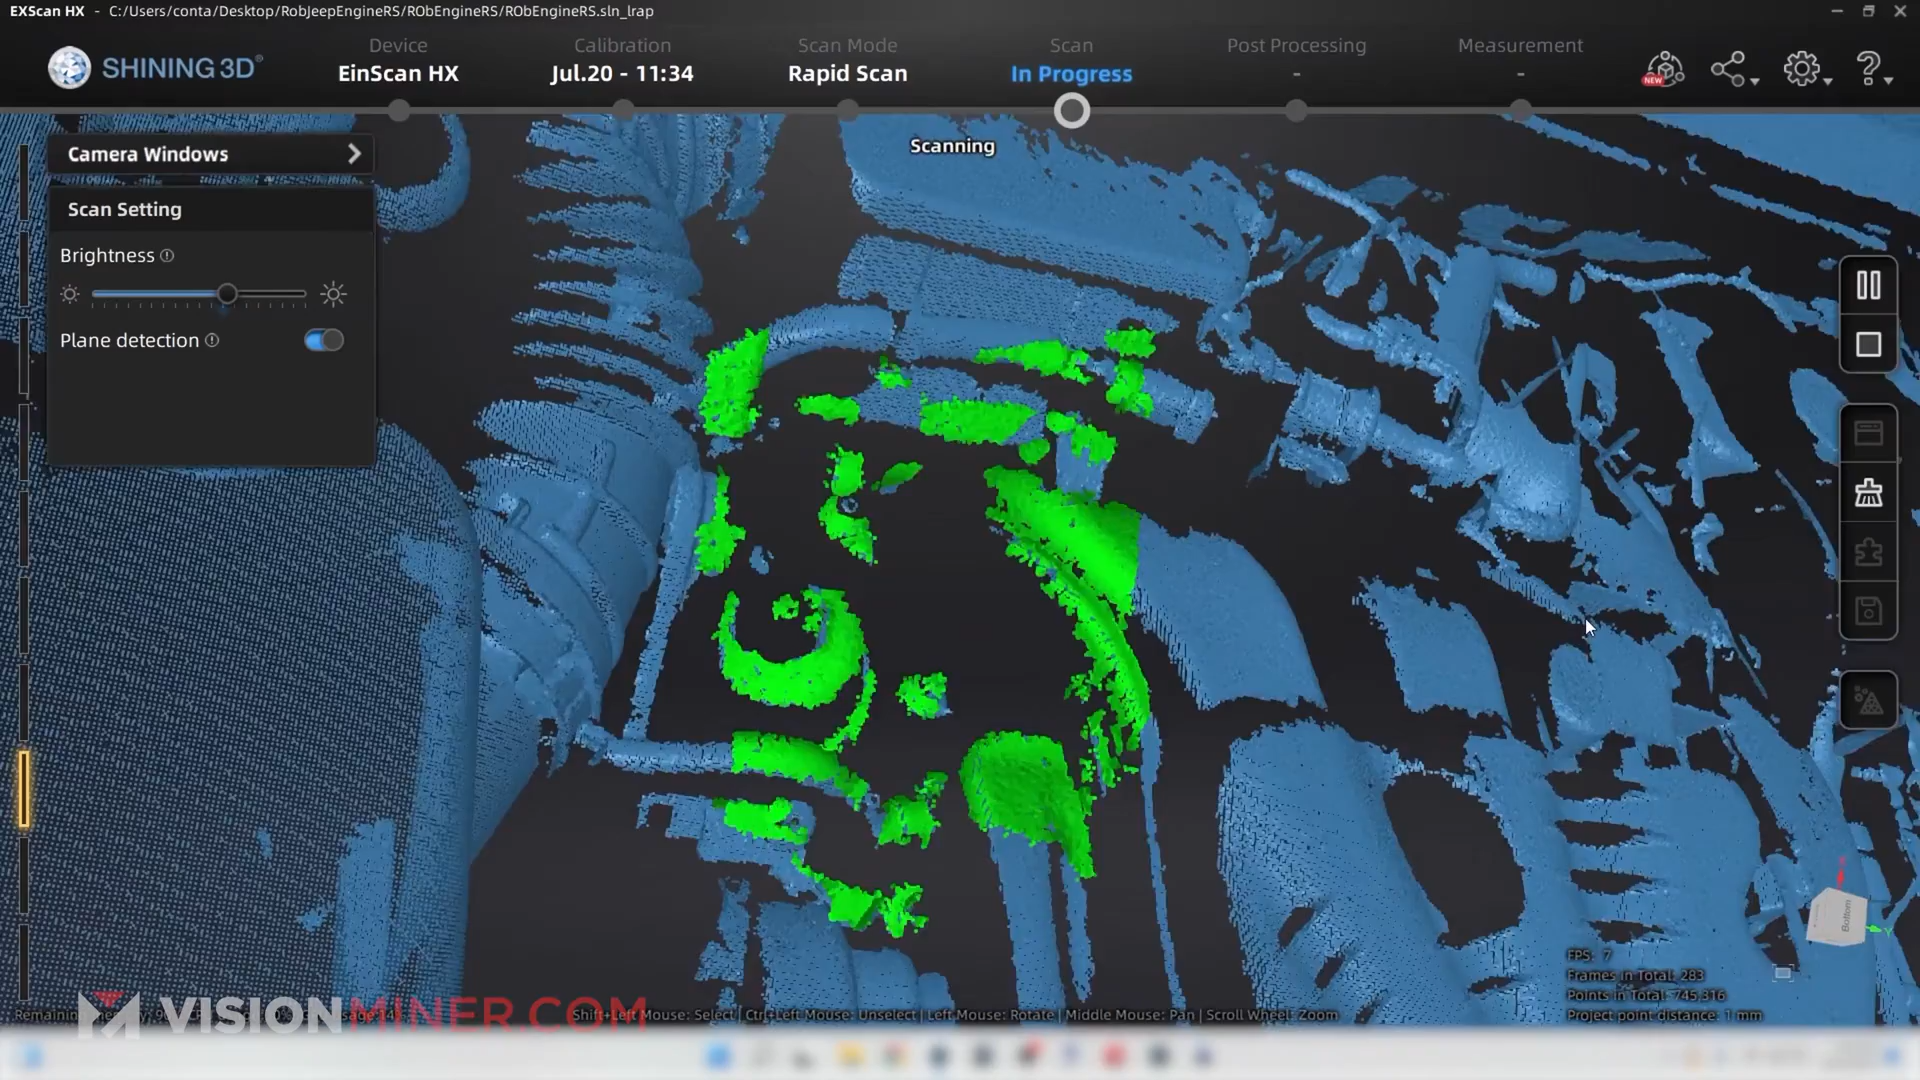 EXScan HX - C:/Users/conta/Desktop/RobJeepEngineRS/RObEngineRS/RObEngineRS.sln_lrap
SHINING 3D®
Device
EinScan HX
Calibration
Jul.20 - 11:34
Scan Mode
Rapid Scan
Scan
In Progress
Post Processing
-
Measurement
-
NEW
Scanning
Camera Windows
Scan Setting
Brightness
Plane detection
Bottom
Y
FPS: 7
Frames in Total: 283
Points in Total: 745,316
Project point distance: 1 mm
VISIONMINER.COM
Shift+Left Mouse: Select | Ctrl+Left Mouse: Unselect | Left Mouse: Rotate | Middle Mouse: Pan | Scroll Wheel: Zoom